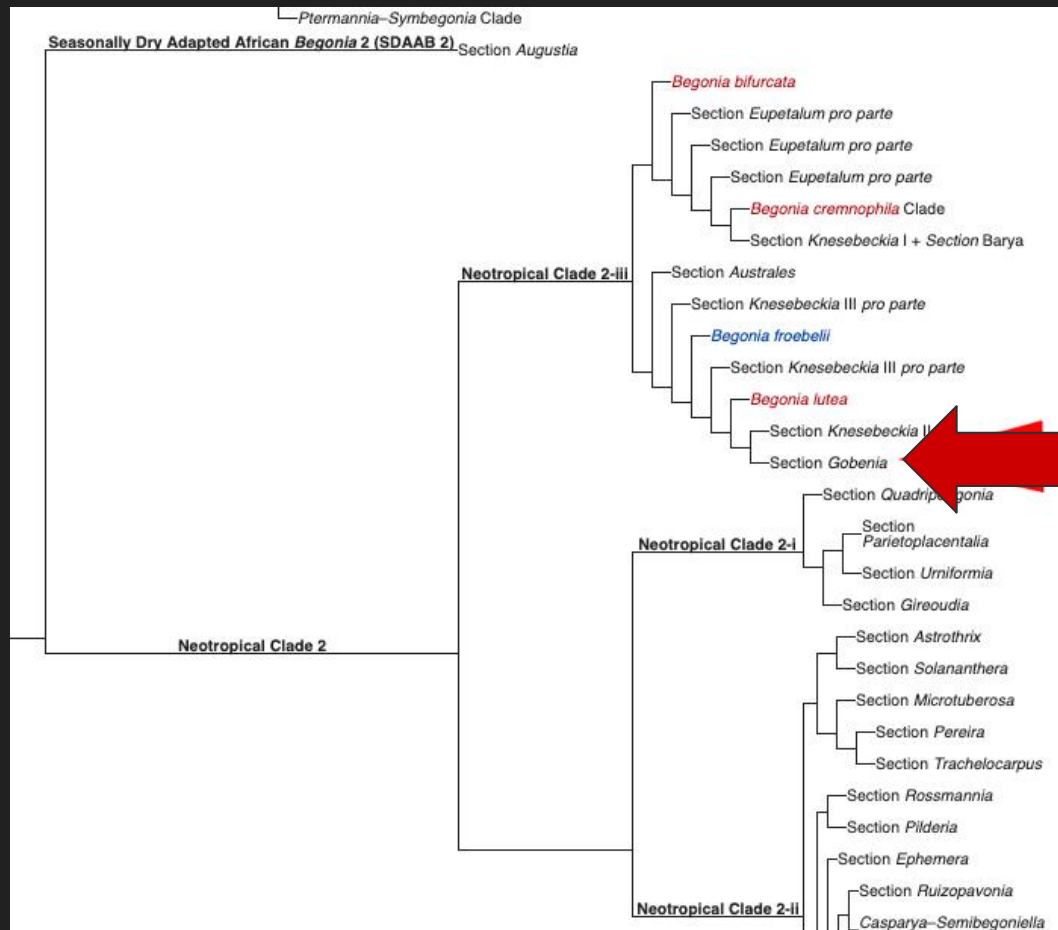 Ptermannia–Symbegonia Clade
Seasonally Dry Adapted African Begonia 2 (SDAAB 2)
Section Augustia
Begonia bifurcata
Section Eupetalum pro parte
Section Eupetalum pro parte
Section Eupetalum pro parte
Begonia cremnophila Clade
Section Knesebeckia I + Section Barya
Neotropical Clade 2-iii
Section Australes
Section Knesebeckia III pro parte
Begonia froebelii
Section Knesebeckia III pro parte
Begonia lutea
Section Knesebeckia
Section Gobenia
Section
Neotropical Clade 2-i
Section
Parietoplacentalia
Section Urniformia
Section Gireoudia
Neotropical Clade 2
Section Astrothrix
Section Solananthera
Section Microtuberosa
Section Pereira
Section Trachelocarpus
Section Rossmannia
Section Pilderia
Section Ephemera
Section Ruizopavonia
Neotropical Clade 2-ii
Casparya–Semibegoniella